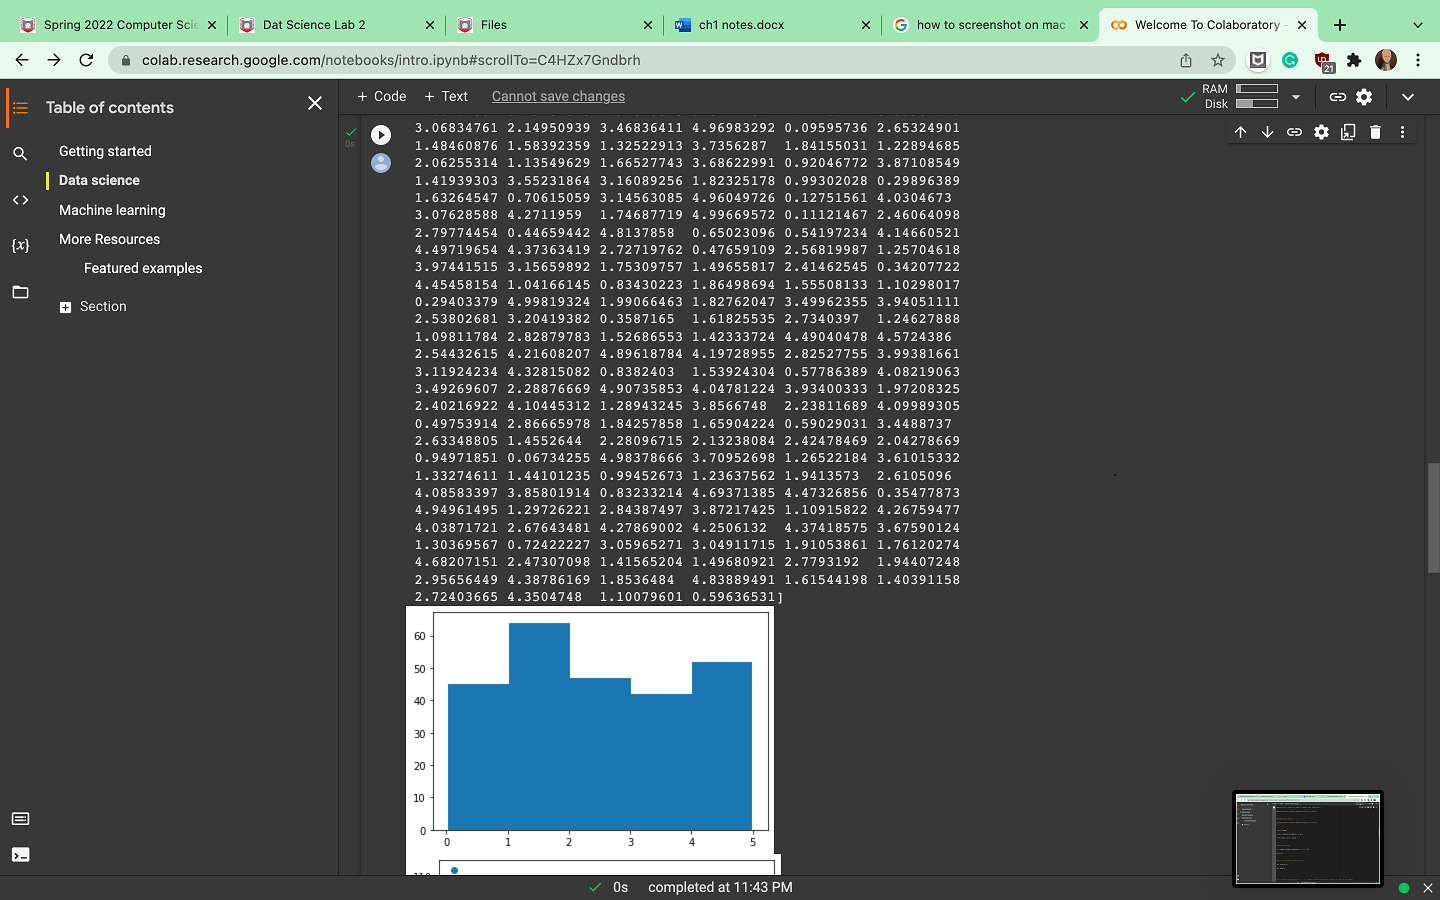 Spring 2022 Computer Scie
Dat Science Lab 2
Files
ch1 notes.docx
how to screenshot on mac
Welcome To Colaboratory -
colab.research.google.com/notebooks/intro.ipynb#scrollTo=C4HZx7Gndbrh
21
Table of contents
+ Code + Text Cannot save changes
RAM
Disk
Getting started
Data science
Machine learning
More Resources
Featured examples
Section
0s
3.06834761 2.14950939 3.46836411 4.96983292 0.09595736 2.65324901
1.48460876 1.58392359 1.32522913 3.7356287 1.84155031 1.22894685
2.06255314 1.13549629 1.66527743 3.68622991 0.92046772 3.87108549
1.41939303 3.55231864 3.16089256 1.82325178 0.99302028 0.29896389
1.63264547 0.70615059 3.14563085 4.96049726 0.12751561 4.0304673
3.07628588 4.2711959 1.74687719 4.99669572 0.11121467 2.46064098
2.79774454 0.44659442 4.8137858 0.65023096 0.54197234 4.14660521
4.49719654 4.37363419 2.72719762 0.47659109 2.56819987 1.25704618
3.97441515 3.15659892 1.75309757 1.49655817 2.41462545 0.34207722
4.45458154 1.04166145 0.83430223 1.86498694 1.55508133 1.10298017
0.29403379 4.99819324 1.99066463 1.82762047 3.49962355 3.94051111
2.53802681 3.20419382 0.3587165 1.61825535 2.7340397 1.24627888
1.09811784 2.82879783 1.52686553 1.42333724 4.49040478 4.5724386
2.54432615 4.21608207 4.89618784 4.19728955 2.82527755 3.99381661
3.11924234 4.32815082 0.8382403 1.53924304 0.57786389 4.08219063
3.49269607 2.28876669 4.90735853 4.04781224 3.93400333 1.97208325
2.40216922 4.10445312 1.28943245 3.8566748 2.23811689 4.09989305
0.49753914 2.86665978 1.84257858 1.65904224 0.59029031 3.4488737
2.63348805 1.4552644 2.28096715 2.13238084 2.42478469 2.04278669
0.94971851 0.06734255 4.98378666 3.70952698 1.26522184 3.61015332
1.33274611 1.44101235 0.99452673 1.23637562 1.9413573 2.6105096
4.08583397 3.85801914 0.83233214 4.69371385 4.47326856 0.35477873
4.94961495 1.29726221 2.84387497 3.87217425 1.10915822 4.26759477
4.03871721 2.67643481 4.27869002 4.2506132 4.37418575 3.67590124
1.30369567 0.72422227 3.05965271 3.04911715 1.91053861 1.76120274
4.68207151 2.47307098 1.41565204 1.49680921 2.7793192 1.94407248
2.95656449 4.38786169 1.8536484 4.83889491 1.61544198 1.40391158
2.72403665 4.3504748 1.10079601 0.59636531]
60
50
40
30
20
10
0
0 1 2 3 4 5
0s completed at 11:43 PM